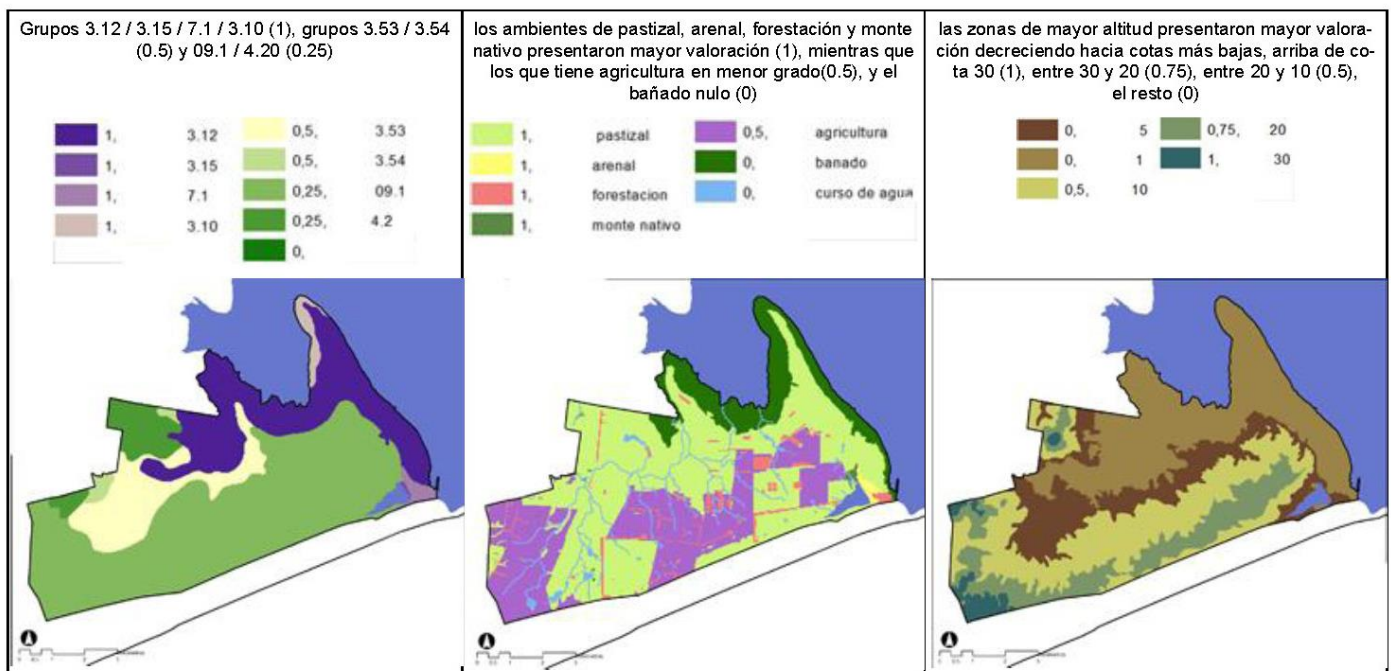 Grupos 3.12 / 3.15 / 7.1 / 3.10 (1), grupos 3.53 / 3.54
(0.5) y 09.1 / 4.20 (0.25)
1, 3.12
1, 3.15
1, 7.1
1, 3.10
0,5, 3.53
0,5, 3.54
0,25, 09.1
0,25, 4.2
0,
los ambientes de pastizal, arenal, forestación y monte
nativo presentaron mayor valoración (1), mientras que
los que tiene agricultura en menor grado(0.5), y el
bañado nulo (0)
1, pastizal
1, arenal
1, forestacion
1, monte nativo
0,5, agricultura
0, banado
0, curso de agua
las zonas de mayor altitud presentaron mayor valora-
ción decreciendo hacia cotas más bajas, arriba de co-
ta 30 (1), entre 30 y 20 (0.75), entre 20 y 10 (0.5),
el resto (0)
0, 5
0, 1
0,5, 10
0,75, 20
1, 30